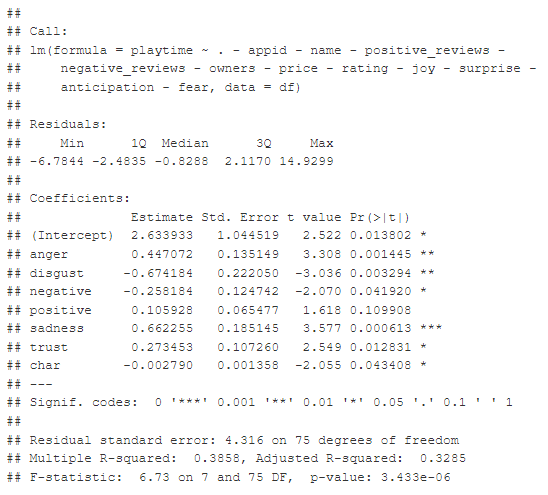 ##
## Call:
## lm(formula = playtime ~ . - appid - name - positive_reviews -
##     negative_reviews - owners - price - rating - joy - surprise -
##     anticipation - fear, data = df)
##
## Residuals:
##     Min      1Q  Median      3Q     Max
## -6.7844 -2.4835 -0.8288  2.1170 14.9299
##
## Coefficients:
##              Estimate Std. Error t value Pr(>|t|)
## (Intercept)  2.633933   1.044519   2.522 0.013802 *
## anger        0.447072   0.135149   3.308 0.001445 **
## disgust     -0.674184   0.222050  -3.036 0.003294 **
## negative    -0.258184   0.124742  -2.070 0.041920 *
## positive     0.105928   0.065477   1.618 0.109908
## sadness      0.662255   0.185145   3.577 0.000613 ***
## trust        0.273453   0.107260   2.549 0.012831 *
## char        -0.002790   0.001358  -2.055 0.043408 *
## ---
## Signif. codes:  0 '***' 0.001 '**' 0.01 '*' 0.05 '.' 0.1 ' ' 1
##
## Residual standard error: 4.316 on 75 degrees of freedom
## Multiple R-squared:  0.3858, Adjusted R-squared:  0.3285
## F-statistic:  6.73 on 7 and 75 DF,  p-value: 3.433e-06